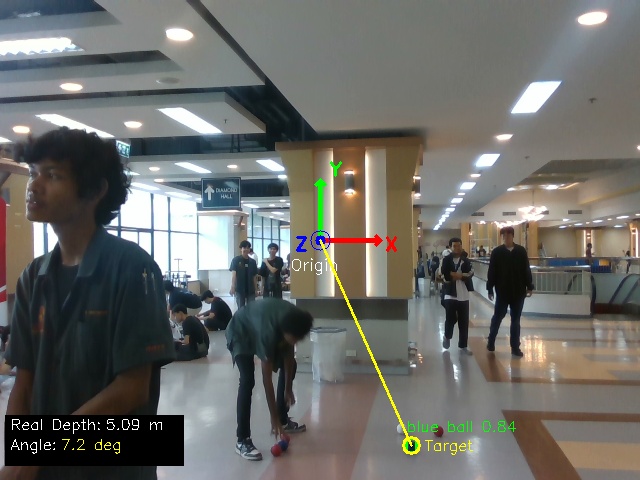 DIAMOND
HALL
Y
Z
X
Origin
blue ball 0.84
Target
Real Depth: 5.09 m
Angle: 7.2 deg